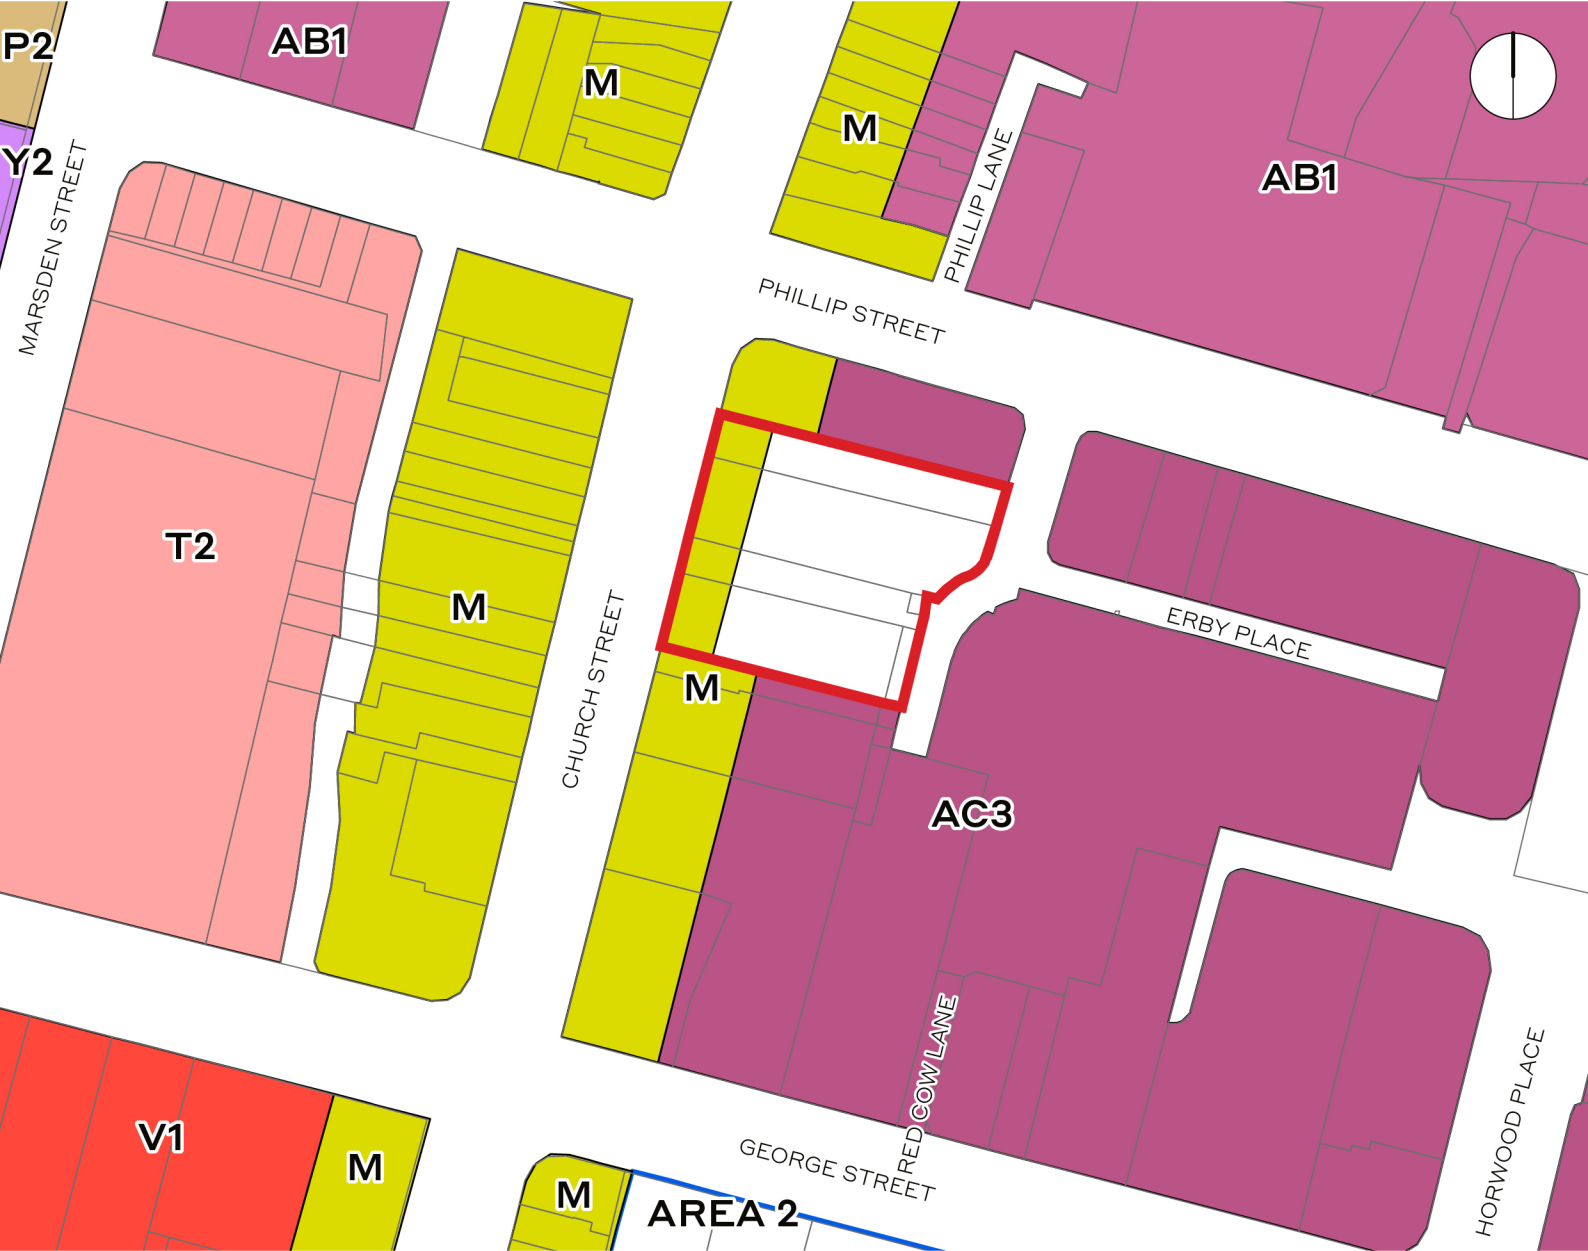 P2
AB1
M
M
Y2
AB1
MARSDEN STREET
PHILLIP LANE
PHILLIP STREET
T2
M
CHURCH STREET
ERBY PLACE
M
AC3
RED COW LANE
HORWOOD PLACE
V1
M
GEORGE STREET
M
AREA 2